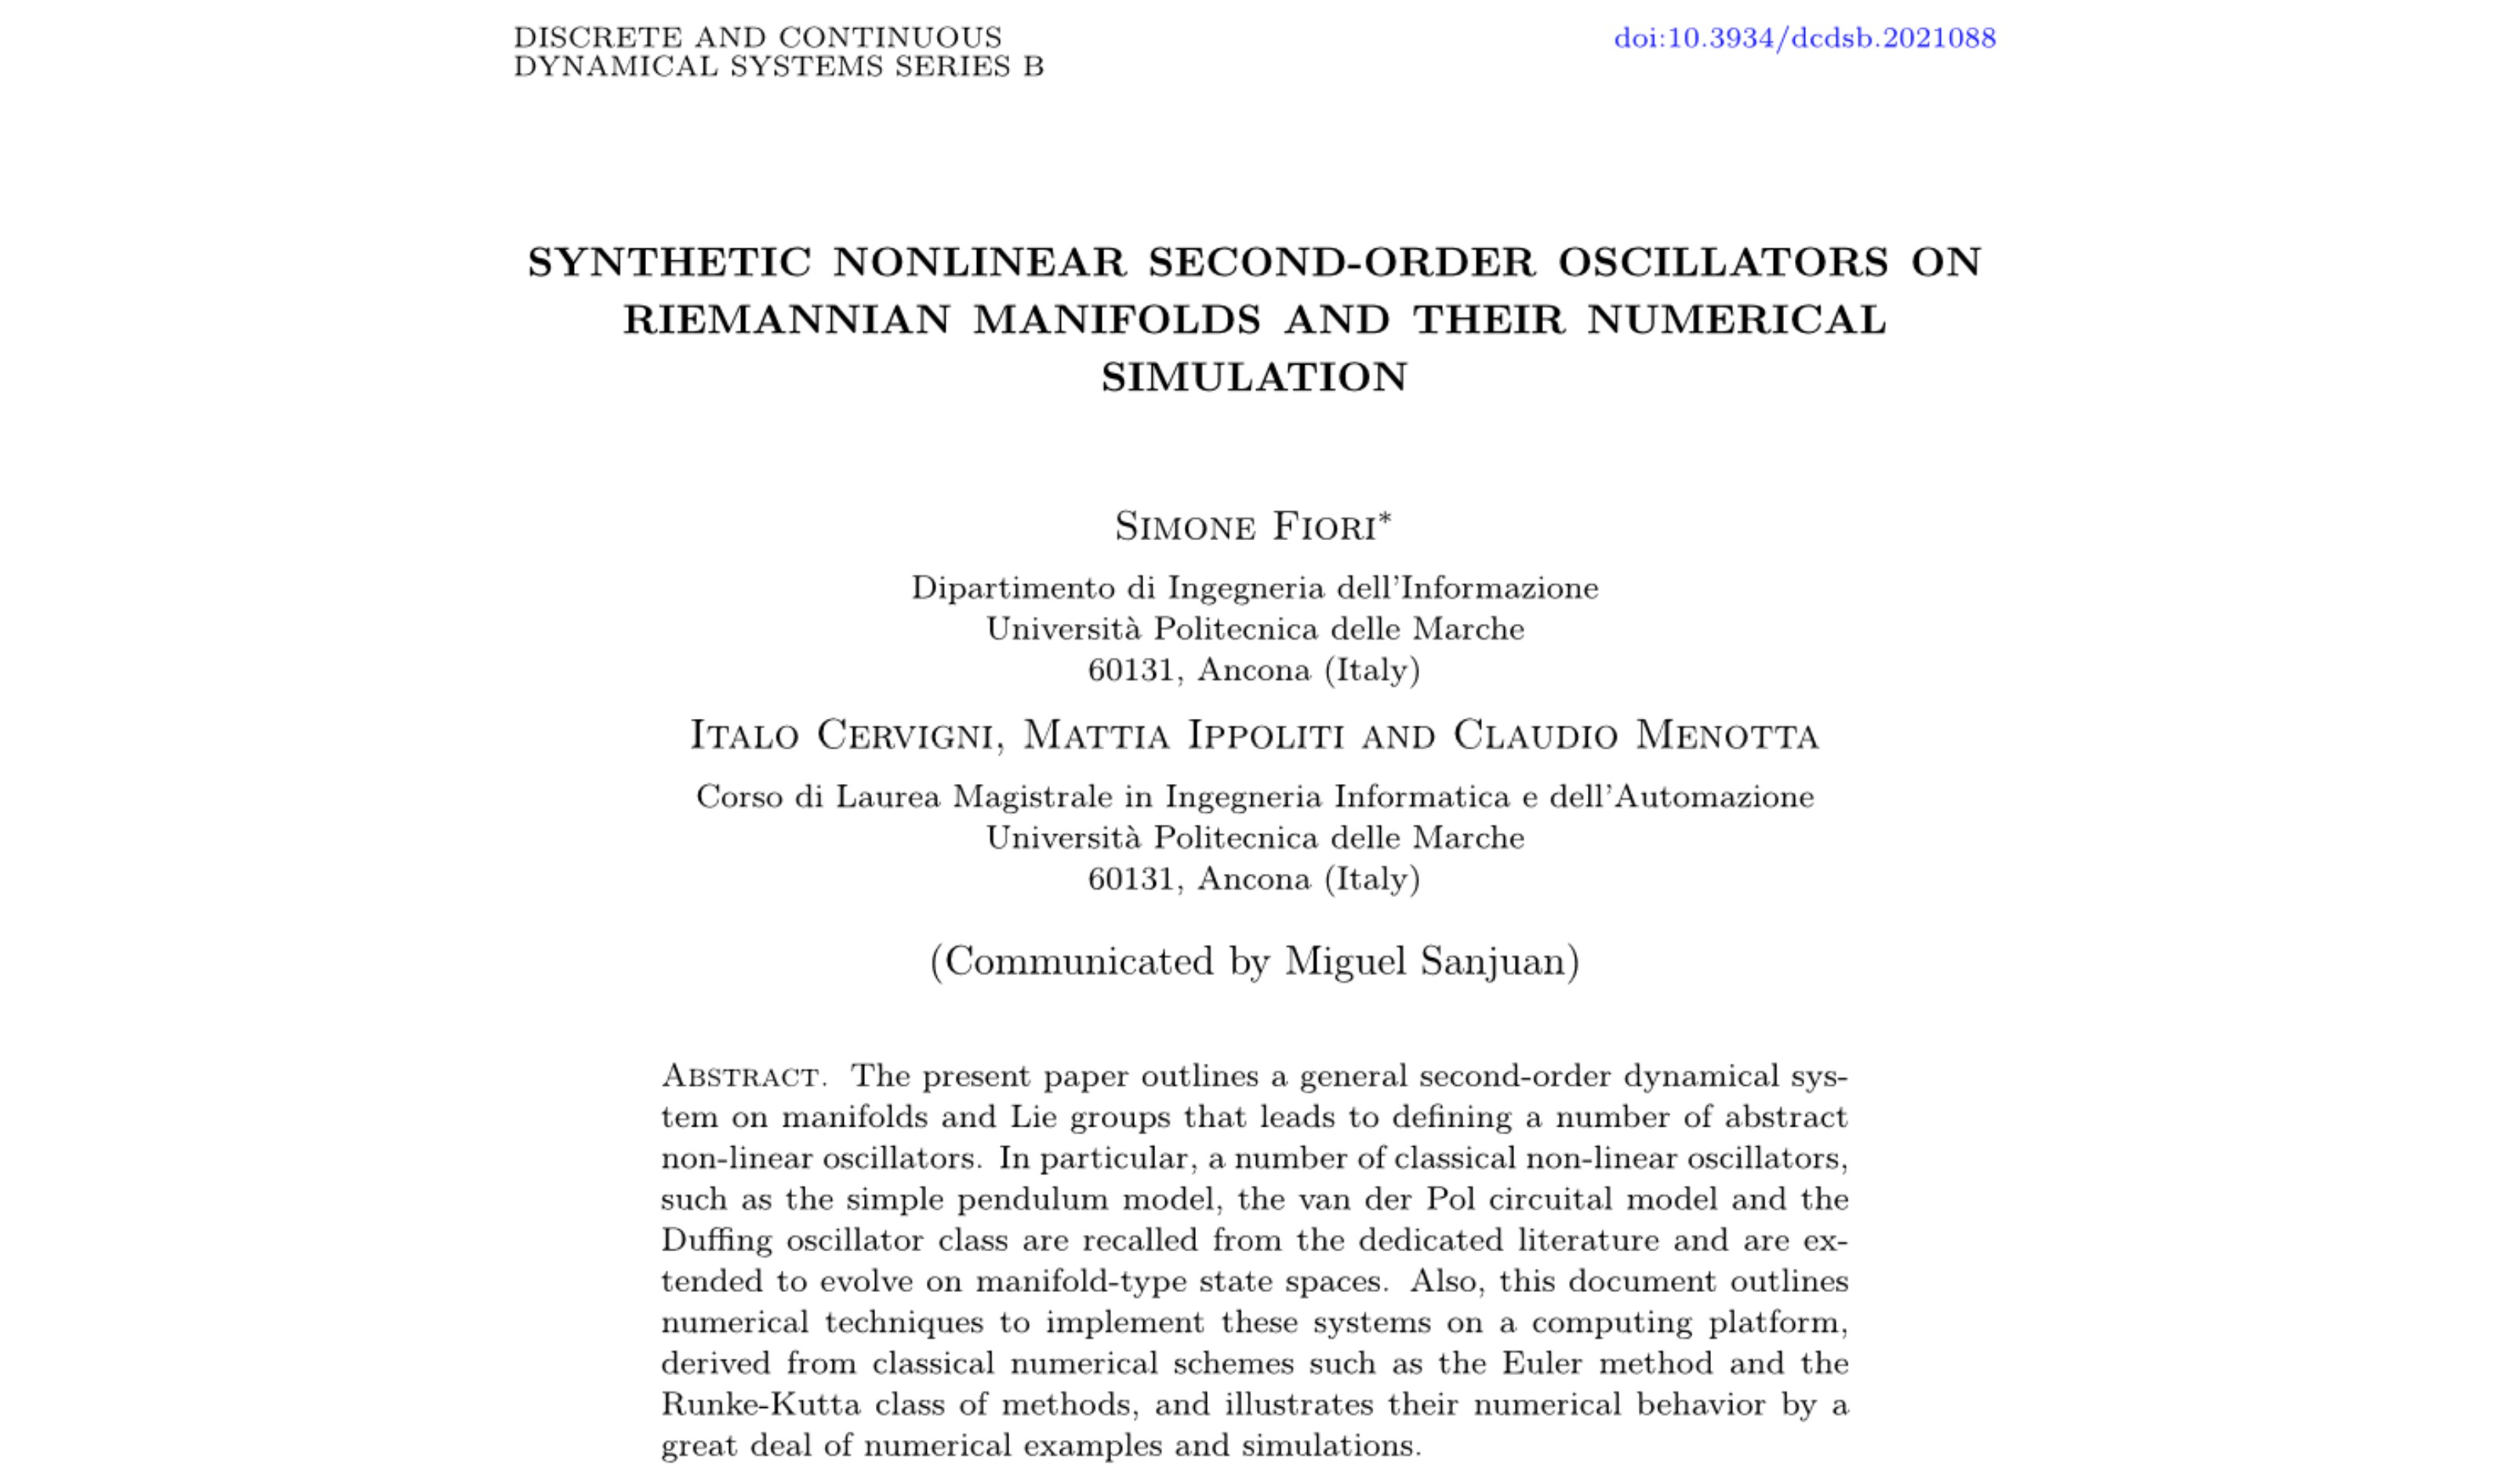 DISCRETE AND CONTINUOUS
DYNAMICAL SYSTEMS SERIES B
doi:10.3934/dcdsb.2021088
SYNTHETIC NONLINEAR SECOND-ORDER OSCILLATORS ON
RIEMANNIAN MANIFOLDS AND THEIR NUMERICAL
SIMULATION
Simone Fiori*
Dipartimento di Ingegneria dell'Informazione
Università Politecnica delle Marche
60131, Ancona (Italy)
Italo Cervigni, Mattia Ippoliti and Claudio Menotta
Corso di Laurea Magistrale in Ingegneria Informatica e dell'Automazione
Università Politecnica delle Marche
60131, Ancona (Italy)
(Communicated by Miguel Sanjuan)
Abstract. The present paper outlines a general second-order dynamical sys-
tem on manifolds and Lie groups that leads to defining a number of abstract
non-linear oscillators. In particular, a number of classical non-linear oscillators,
such as the simple pendulum model, the van der Pol circuital model and the
Duffing oscillator class are recalled from the dedicated literature and are ex-
tended to evolve on manifold-type state spaces. Also, this document outlines
numerical techniques to implement these systems on a computing platform,
derived from classical numerical schemes such as the Euler method and the
Runke-Kutta class of methods, and illustrates their numerical behavior by a
great deal of numerical examples and simulations.